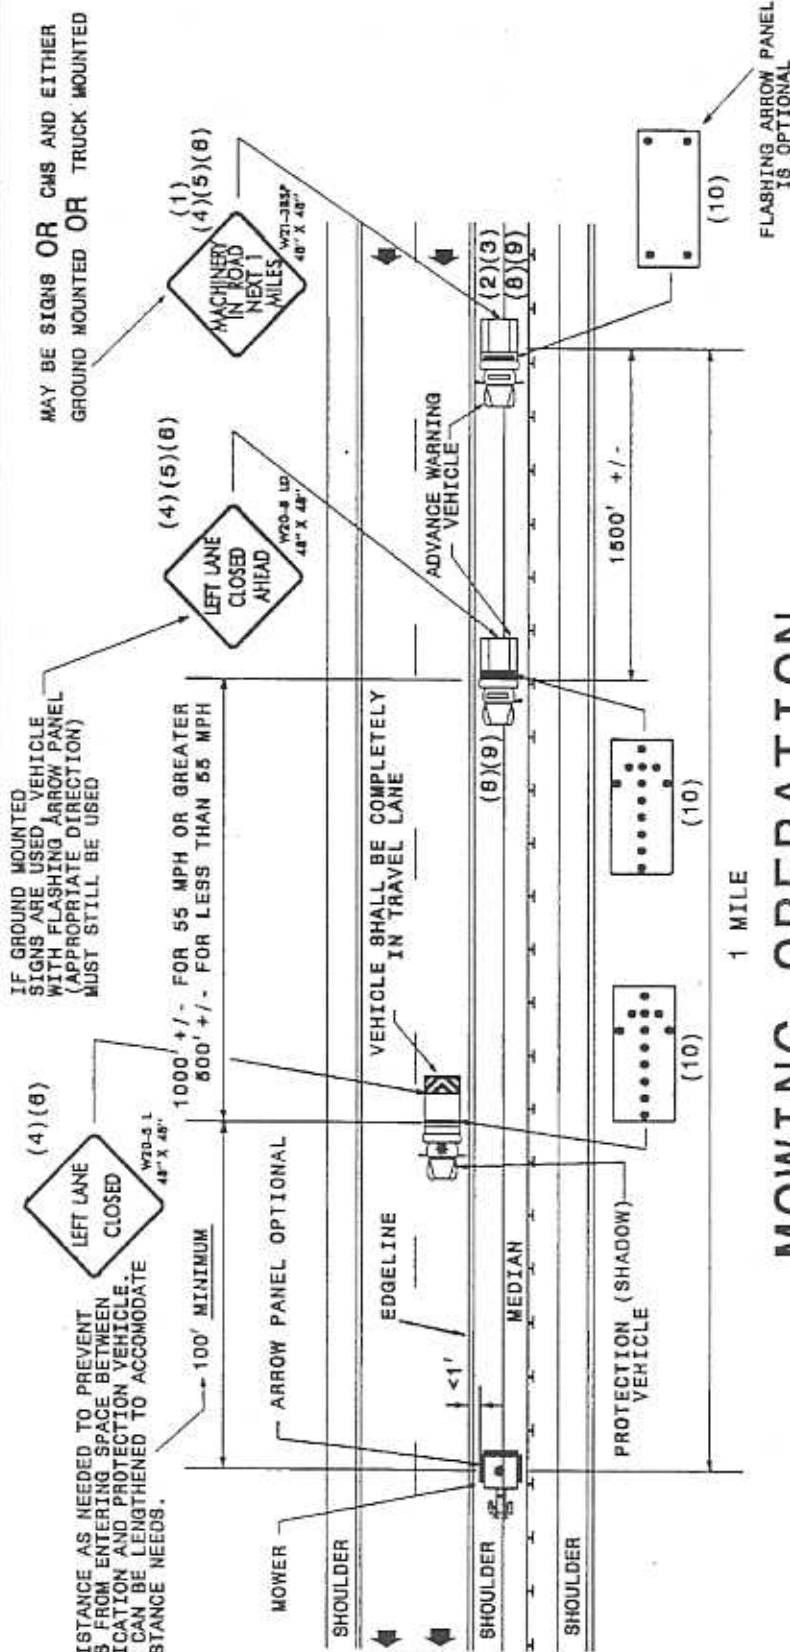 MAY BE SIGNS OR CMS AND EITHER
GROUND MOUNTED OR TRUCK MOUNTED
(1)
(4)(5)(6)
MACHINERY
IN ROAD
NEXT 1
MILES
W21-3BSP
48" X 48"
(4)(5)(6)
LEFT LANE
CLOSED
AHEAD
W20-5 LD
48" X 48"
IF GROUND MOUNTED
SIGNS ARE USED, VEHICLE
WITH FLASHING ARROW PANEL
(APPROPRIATE DIRECTION)
MUST STILL BE USED
(4)(6)
LEFT LANE
CLOSED
W20-5 L
48" X 48"
DISTANCE AS NEEDED TO PREVENT
FROM ENTERING SPACE BETWEEN
AND PROTECTION VEHICLE.
CAN BE LENGTHENED TO ACCOMODATE
NEEDS.
1000' +/- FOR 55 MPH OR GREATER
500' +/- FOR LESS THAN 55 MPH
100' MINIMUM
ARROW PANEL OPTIONAL
MOWER
SHOULDER
EDGELINE
<1'
VEHICLE SHALL BE COMPLETELY
IN TRAVEL LANE
ADVANCE WARNING
VEHICLE
(2)(3)
(8)(9)
(8)(9)
SHOULDER
MEDIAN
SHOULDER
PROTECTION (SHADOW)
VEHICLE
1500' +/-
(10)
(10)
(10)
FLASHING ARROW PANEL
IS OPTIONAL
1 MILE
MOWING OPERATION